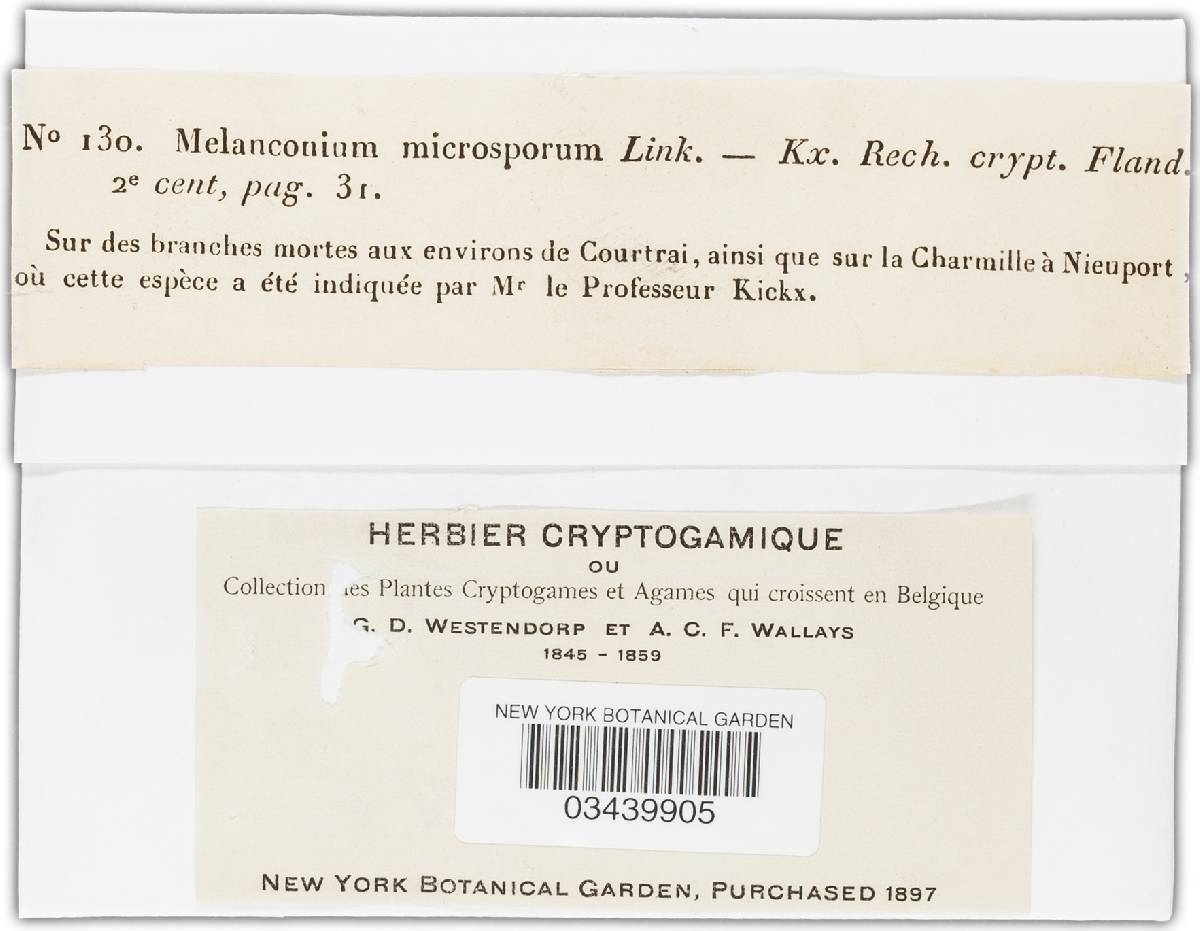 Nº 130. Melanconium microsporum Link. — Kx. Rech. crypt. Fland.
2e cent, pag. 31.
Sur des branches mortes aux environs de Courtrai, ainsi que sur la Charmille à Nieuport,
où cette espèce a été indiquée par Mr le Professeur Kickx.
HERBIER CRYPTOGAMIQUE
OU
Collection des Plantes Cryptogames et Agames qui croissent en Belgique
G. D. WESTENDORP ET A. C. F. WALLAYS
1845 - 1859
NEW YORK BOTANICAL GARDEN
03439905
NEW YORK BOTANICAL GARDEN, PURCHASED 1897